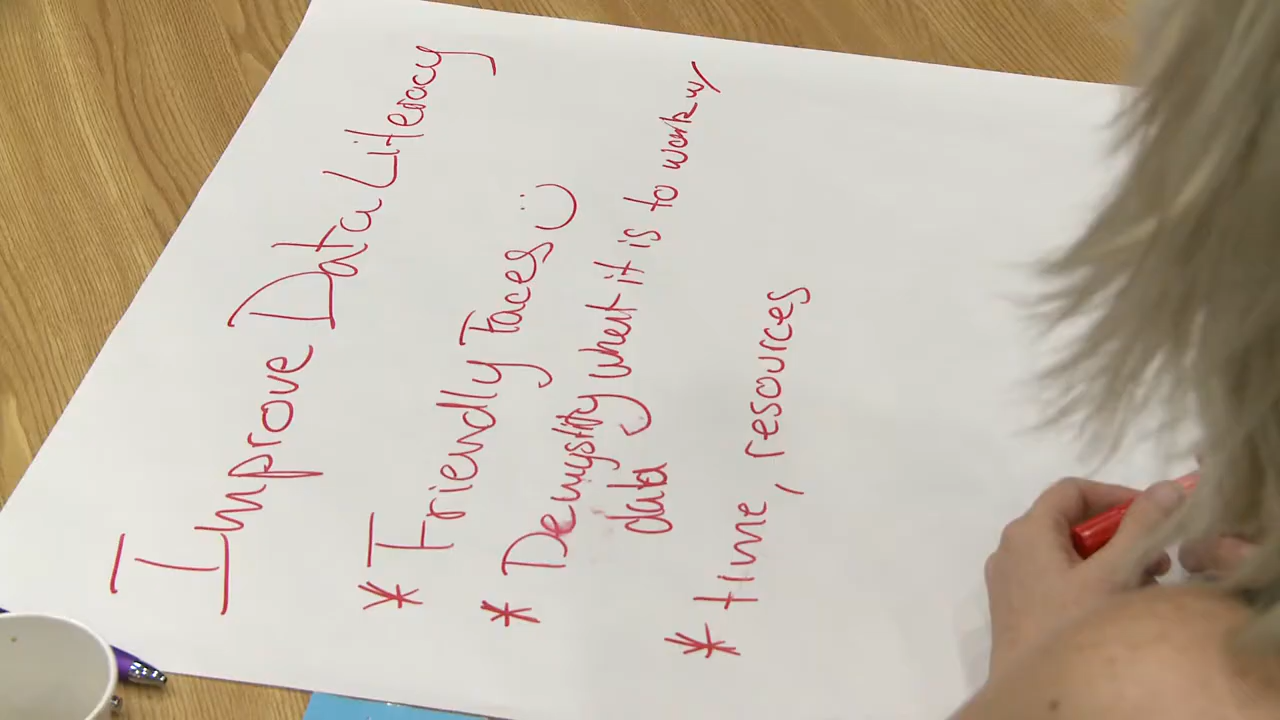 Improve Data Literacy
* Friendly Faces :)
* Demystify what it is to work w/
data
* time, resources